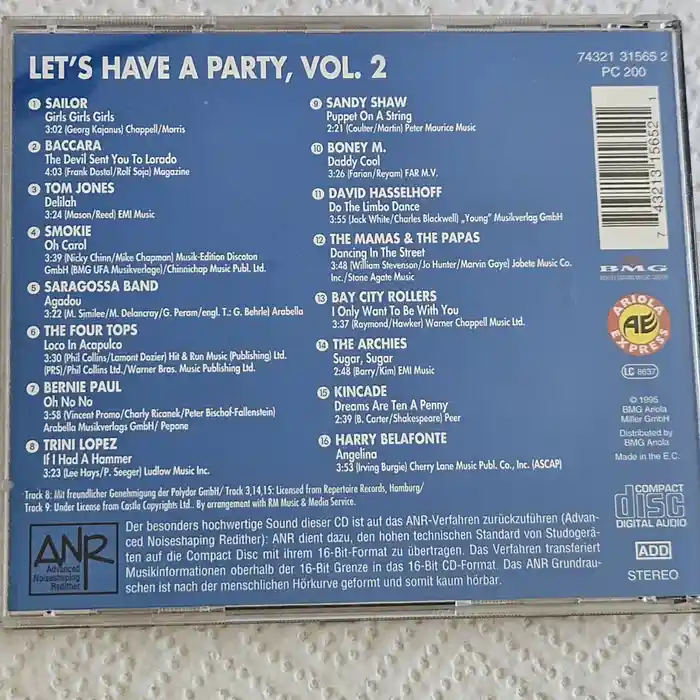 LET'S HAVE A PARTY, VOL. 2
74321 31565 2
PC 200
1 SAILOR
Girls Girls Girls
3:02 (Georg Kajanus) Chappell/Morris
2 BACCARA
The Devil Sent You To Lorado
4:03 (Frank Dostal/Rolf Soja) Magazine
3 TOM JONES
Delilah
3:24 (Mason/Reed) EMI Music
4 SMOKIE
Oh Carol
3:39 (Nicky Chinn/Mike Chapman) Musik-Edition Discoton
GmbH (BMG UFA Musikverlage)/Chinnichap Music Publ. Ltd.
5 SARAGOSSA BAND
Agadou
3:22 (M. Similee/M. Delancray/G. Peram/engl. T.: G. Behrle) Arabella
6 THE FOUR TOPS
Loco In Acapulco
3:30 (Phil Collins/Lamont Dozier) Hit & Run Music (Publishing) Ltd.
(PRS)/Phil Collins Ltd./Warner Bros. Music Publishing Ltd.
7 BERNIE PAUL
Oh No No
3:58 (Vincent Promo/Charly Ricanek/Peter Bischof-Fallenstein)
Arabella Musikverlags GmbH/ Pepone
8 TRINI LOPEZ
If I Had A Hammer
3:23 (Lee Hays/P. Seeger) Ludlow Music Inc.
9 SANDY SHAW
Puppet On A String
2:21 (Coulter/Martin) Peter Maurice Music
10 BONEY M.
Daddy Cool
3:26 (Farian/Reyam) FAR M.V.
11 DAVID HASSELHOFF
Do The Limbo Dance
3:55 (Jack White/Charles Blackwell) „Young" Musikverlag GmbH
12 THE MAMAS & THE PAPAS
Dancing In The Street
3:48 (William Stevenson/Jo Hunter/Marvin Gaye) Jobete Music Co.
Inc./Stone Agate Music
13 BAY CITY ROLLERS
I Only Want To Be With You
3:37 (Raymond/Hawker) Warner Chappell Music Ltd.
14 THE ARCHIES
Sugar, Sugar
2:48 (Barry/Kim) EMI Music
15 KINCADE
Dreams Are Ten A Penny
2:39 (B. Carter/Shakespeare) Peer
16 HARRY BELAFONTE
Angelina
3:53 (Irving Burgie) Cherry Lane Music Publ. Co., Inc. (ASCAP)
7 43213 15652 1
BMG
ARIOLA
AE
EXPRESS
LC 8637
© 1995
BMG Ariola
Miller GmbH
Distributed by
BMG Ariola
Made in the E.C.
Track 8: Mit freundlicher Genehmigung der Polydor GmbH/ Track 3,14,15: Licensed from Repertoire Records, Hamburg/
Track 9: Under License from Castle Copyrights Ltd.. By arrangement with RM Music & Media Service.
ANR
Advanced
Noiseshaping
Redither
Der besonders hochwertige Sound dieser CD ist auf das ANR-Verfahren zurückzuführen (Advan-
ced Noiseshaping Redither): ANR dient dazu, den hohen technischen Standard von Studiogerä-
ten auf die Compact Disc mit ihrem 16-Bit-Format zu übertragen. Das Verfahren transferiert
Musikinformationen oberhalb der 16-Bit Grenze in das 16-Bit CD-Format. Das ANR Grundrau-
schen ist nach der menschlichen Hörkurve geformt und somit kaum hörbar.
COMPACT
disc
DIGITAL AUDIO
ADD
STEREO